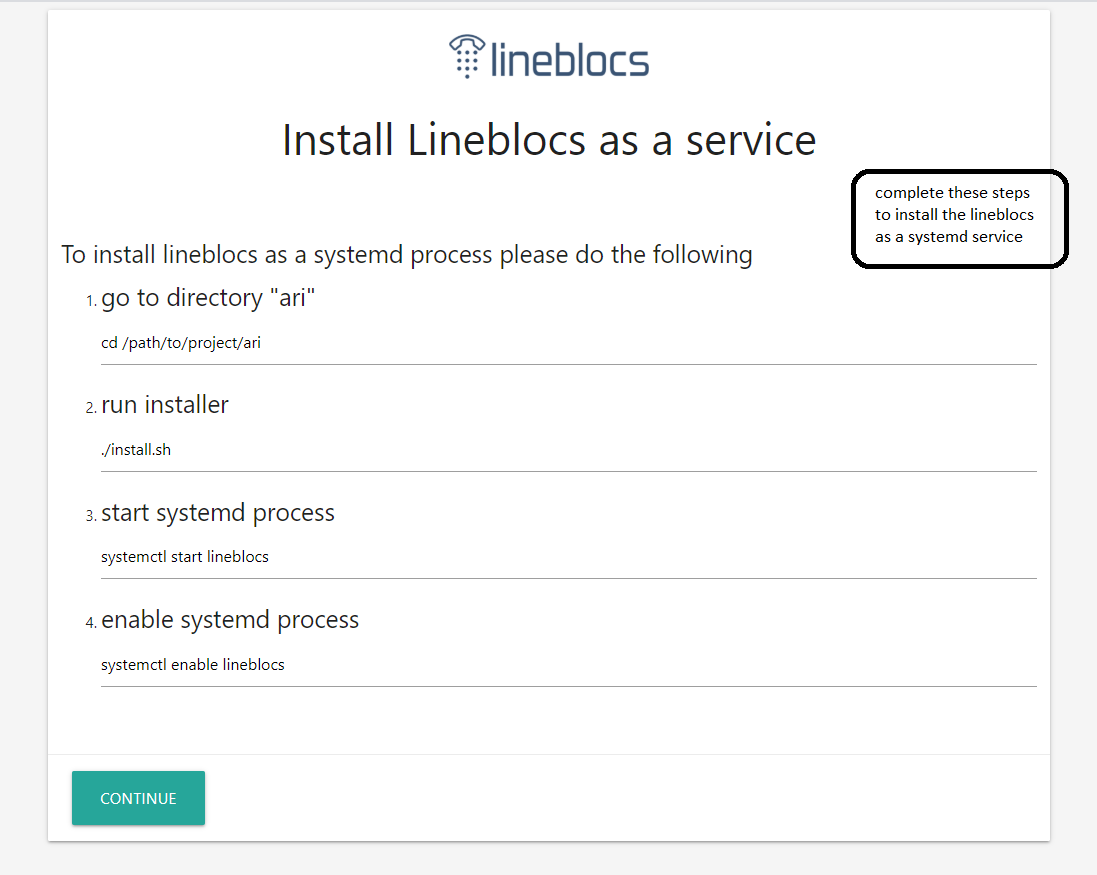 lineblocs
Install Lineblocs as a service
complete these steps
to install the lineblocs
as a systemd service
To install lineblocs as a systemd process please do the following
1. go to directory "ari"
cd /path/to/project/ari
2. run installer
./install.sh
3. start systemd process
systemctl start lineblocs
4. enable systemd process
systemctl enable lineblocs
CONTINUE